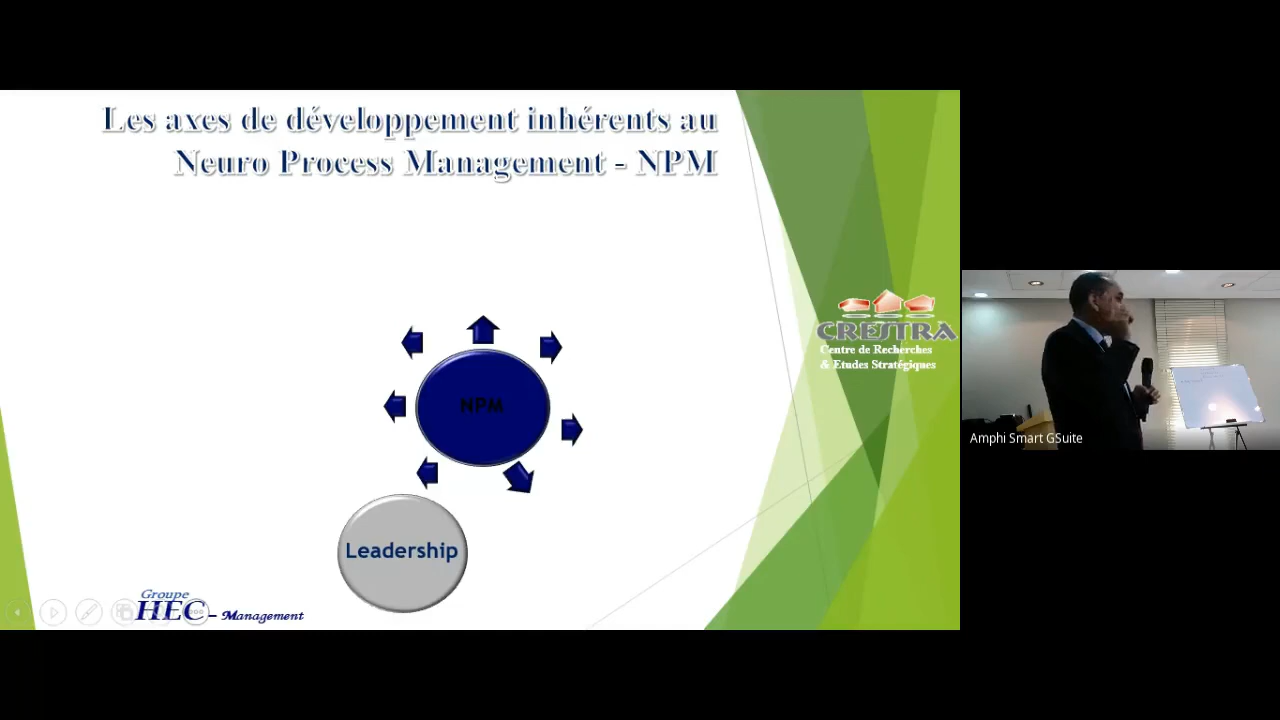 Les axes de développement inhérents au
Neuro Process Management - NPM
NPM
Leadership
CRESTRA
Centre de Recherches
& Etudes Stratégiques
Groupe
HEC - Management
Amphi Smart GSuite